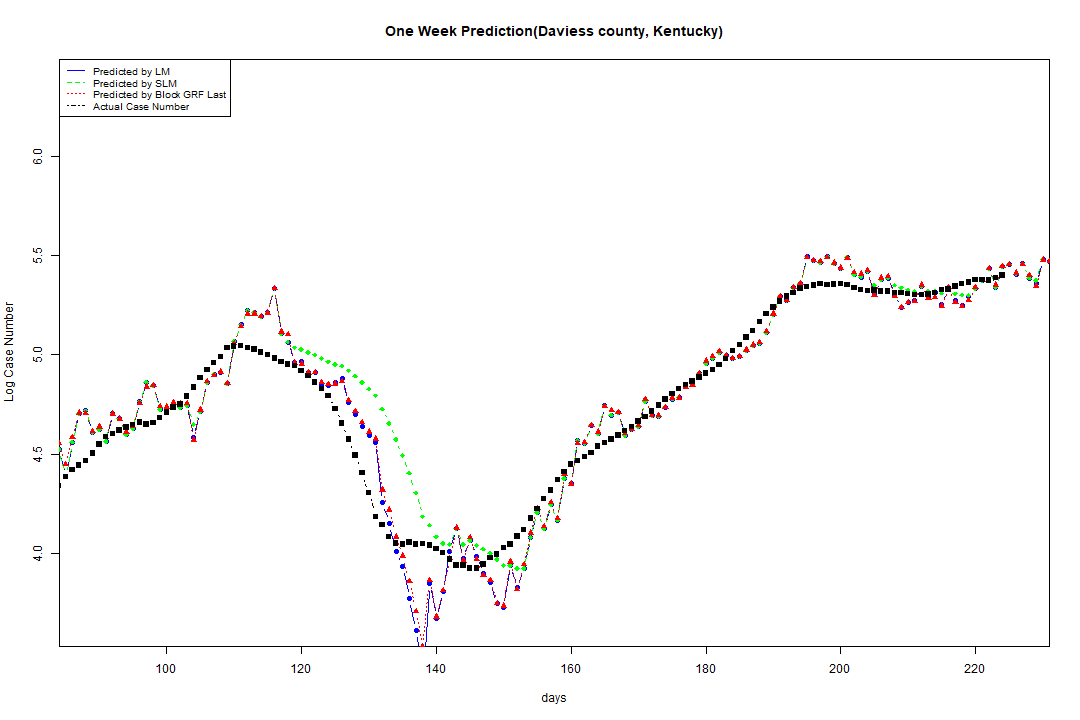 One Week Prediction(Daviess county, Kentucky)
Predicted by LM
Predicted by SLM
Predicted by Block GRF Last
Actual Case Number
6.0
5.5
5.0
4.5
4.0
Log Case Number
100 120 140 160 180 200 220
days